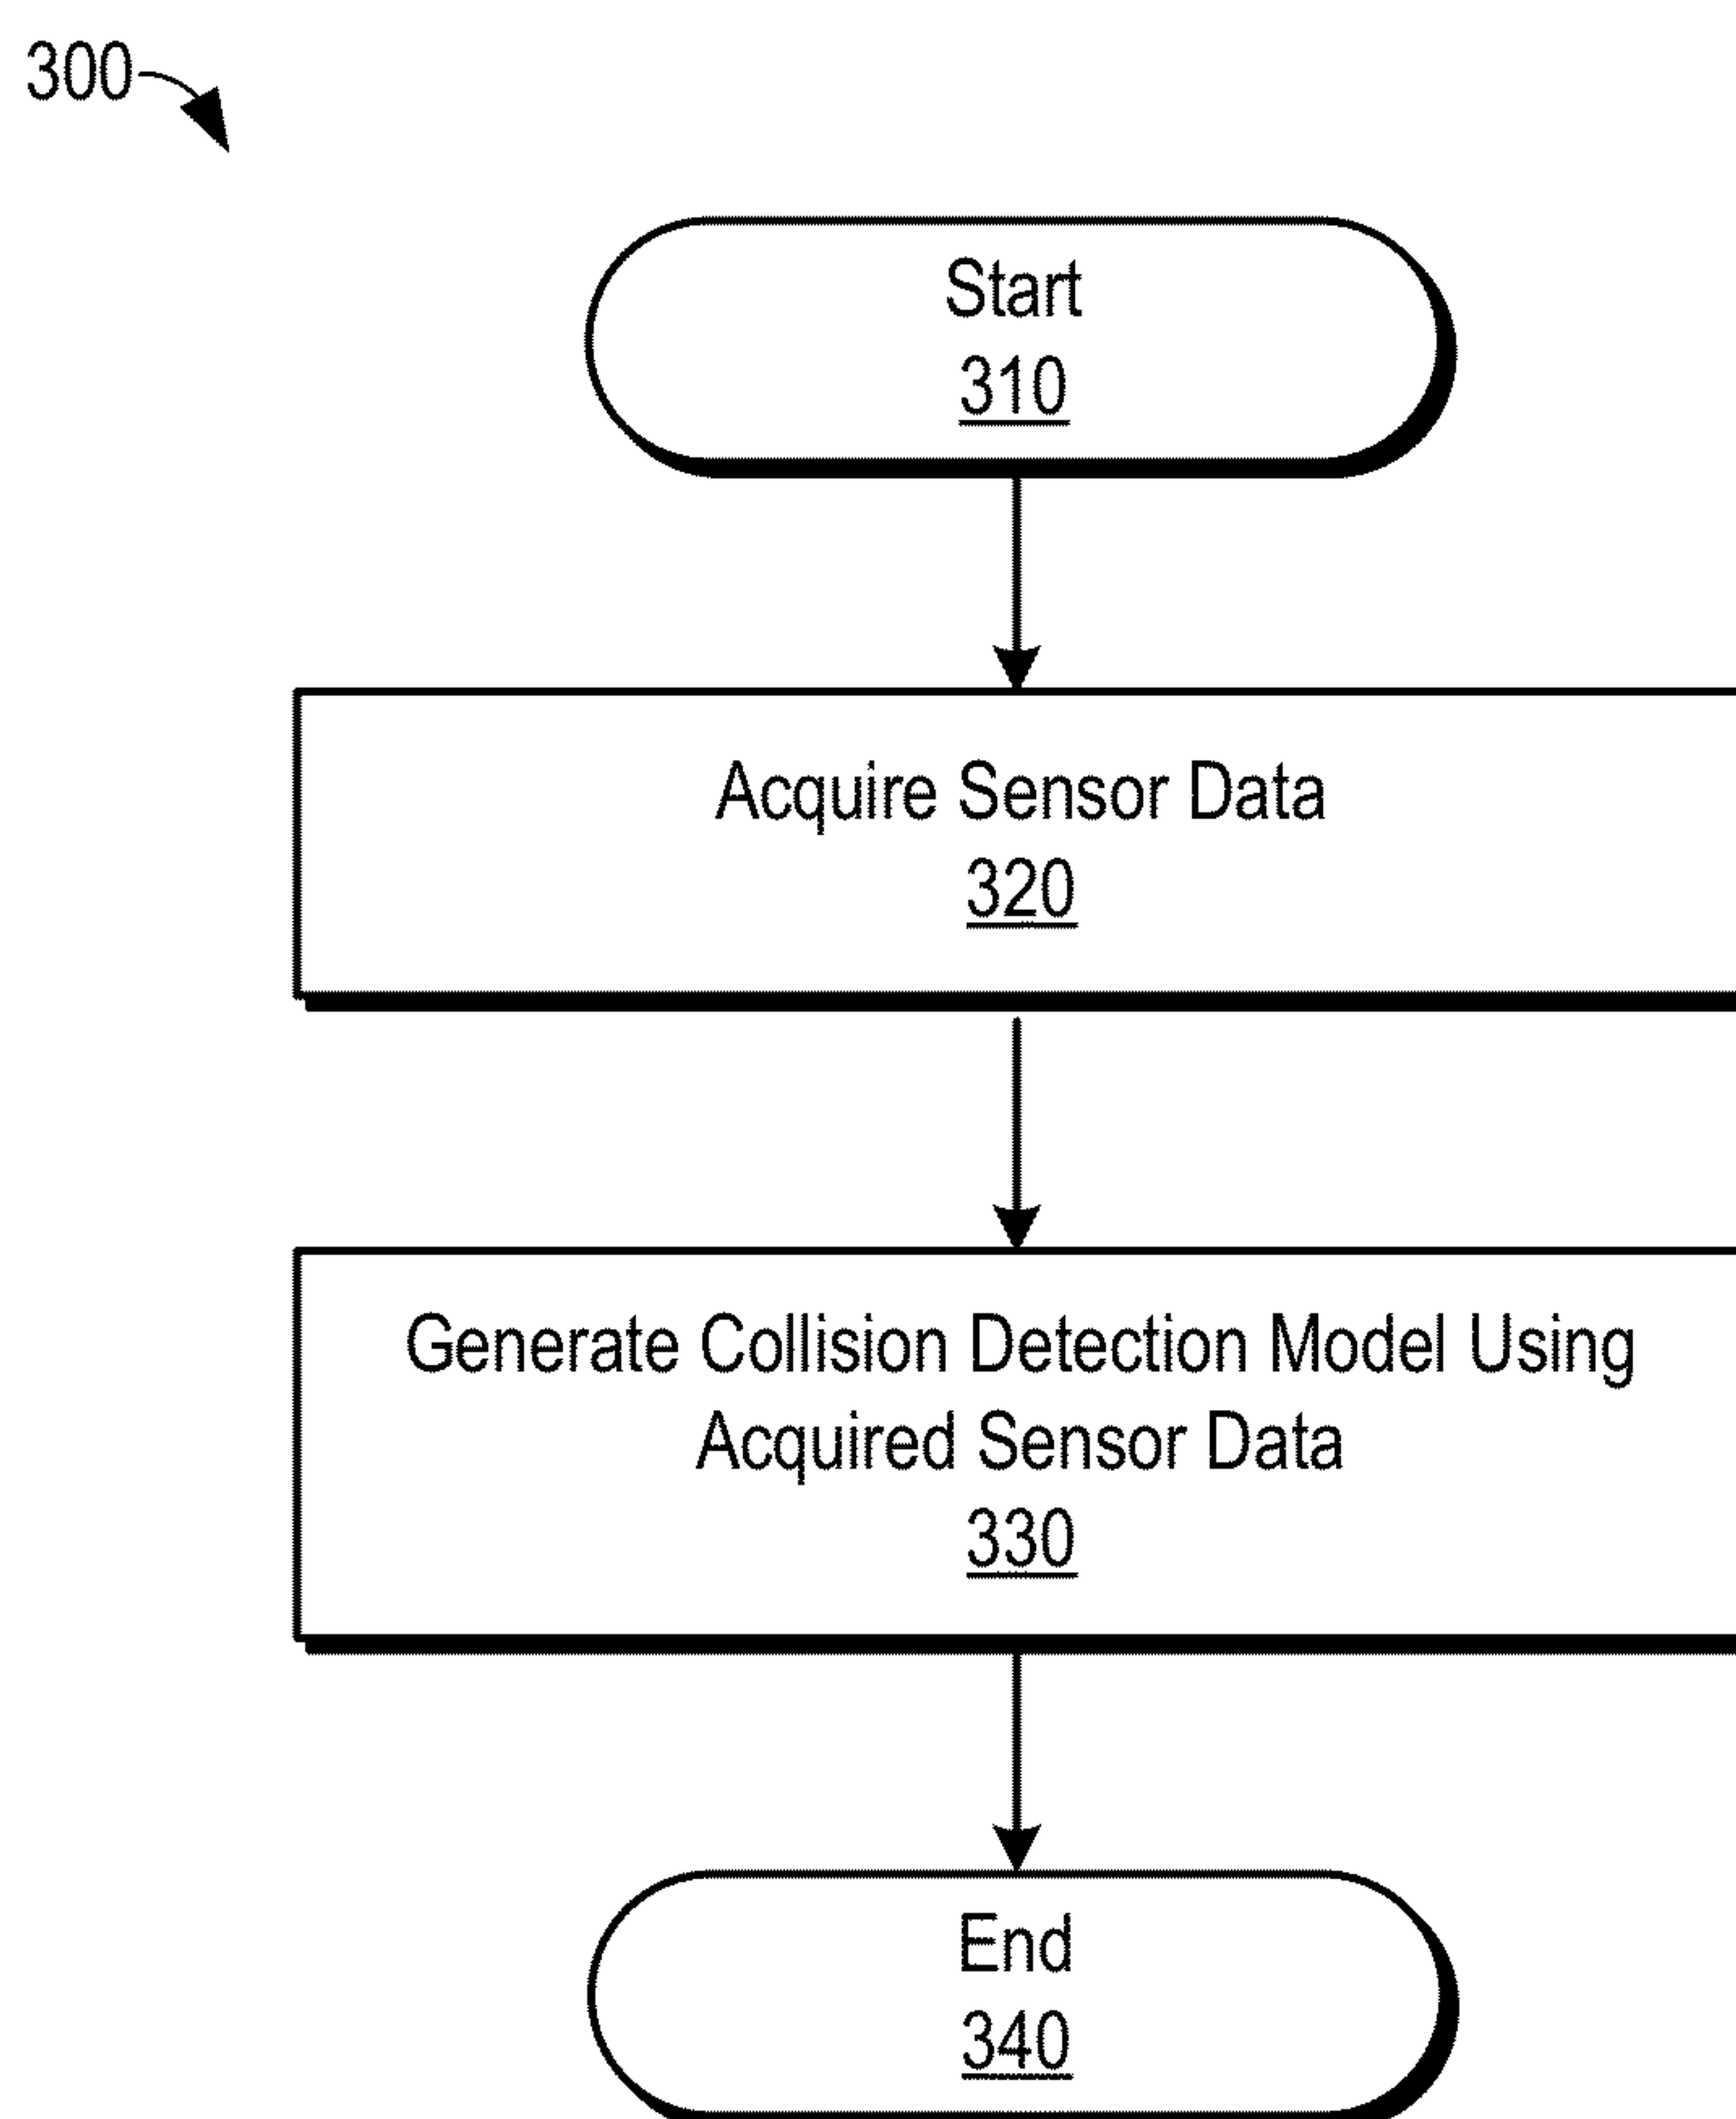 300
Start
310
Acquire Sensor Data
320
Generate Collision Detection Model Using
Acquired Sensor Data
330
End
340